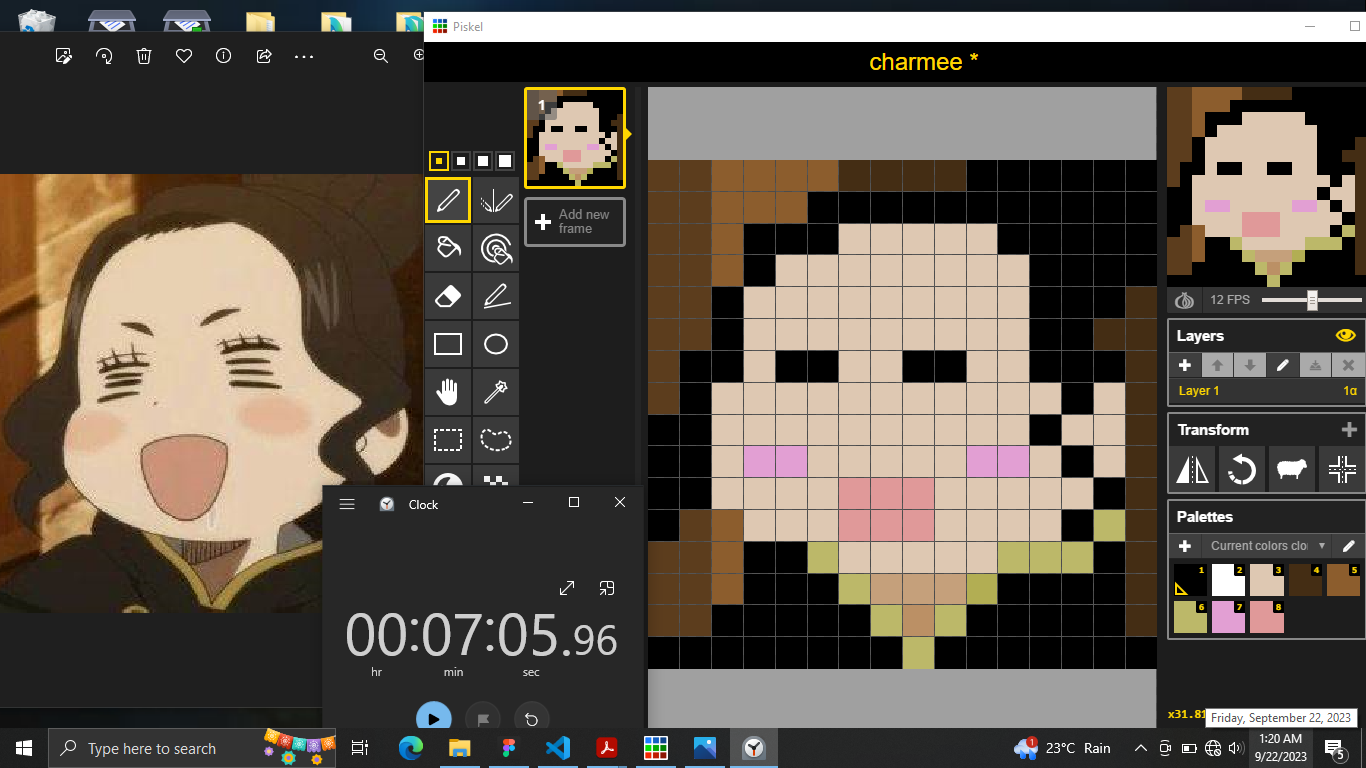 Piskel
charmee *
1
Add new
frame
12 FPS
Layers
Layer 1
1α
Transform
Palettes
Current colors clo
1 2 3 4 5
6 7 8
Clock
00:07:05.96
hr min sec
Friday, September 22, 2023
Type here to search
1
23°C Rain
1:20 AM
9/22/2023
5